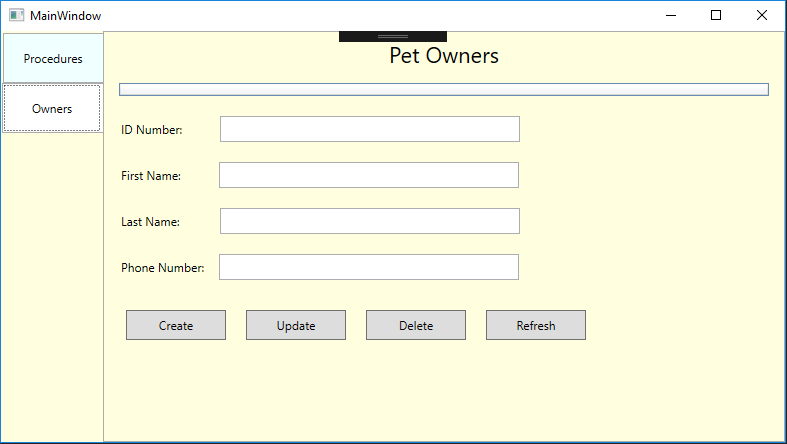 MainWindow
Procedures
Owners
Pet Owners
ID Number:
First Name:
Last Name:
Phone Number:
Create
Update
Delete
Refresh